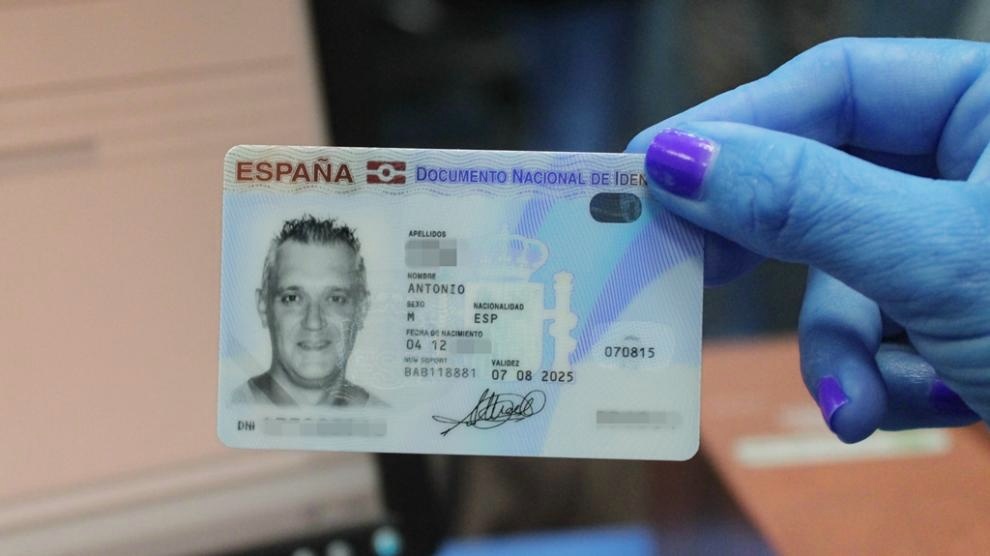 ESPAÑA DOCUMENTO NACIONAL DE IDEN
APELLIDOS
NOMBRE
ANTONIO
SEXO NACIONALIDAD
M ESP
FECHA DE NACIMIENTO
04 12
NUM SOPORT VALIDEZ
BAB118881 07 08 2025
070815
DNI